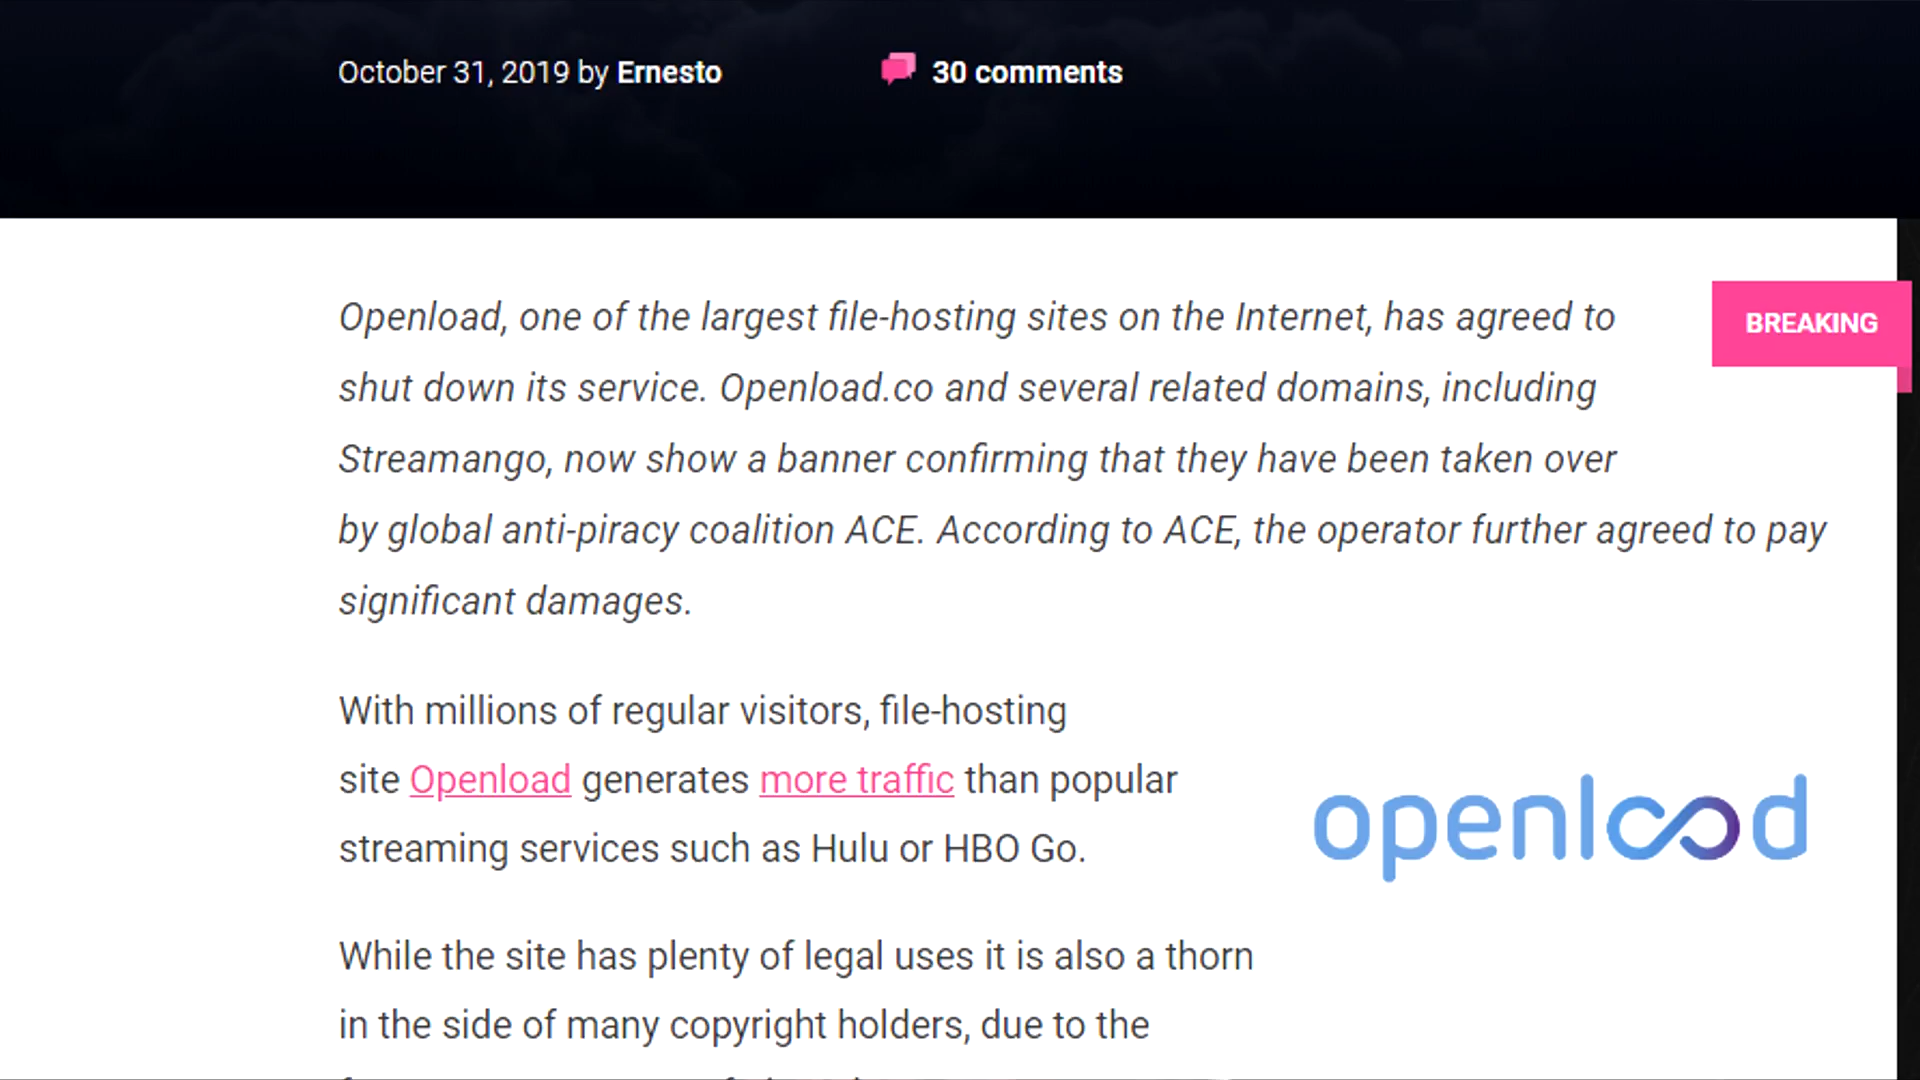 October 31, 2019 by Ernesto
30 comments
BREAKING
Openload, one of the largest file-hosting sites on the Internet, has agreed to
shut down its service. Openload.co and several related domains, including
Streamango, now show a banner confirming that they have been taken over
by global anti-piracy coalition ACE. According to ACE, the operator further agreed to pay
significant damages.
With millions of regular visitors, file-hosting
site Openload generates more traffic than popular
streaming services such as Hulu or HBO Go.
openload
While the site has plenty of legal uses it is also a thorn
in the side of many copyright holders, due to the